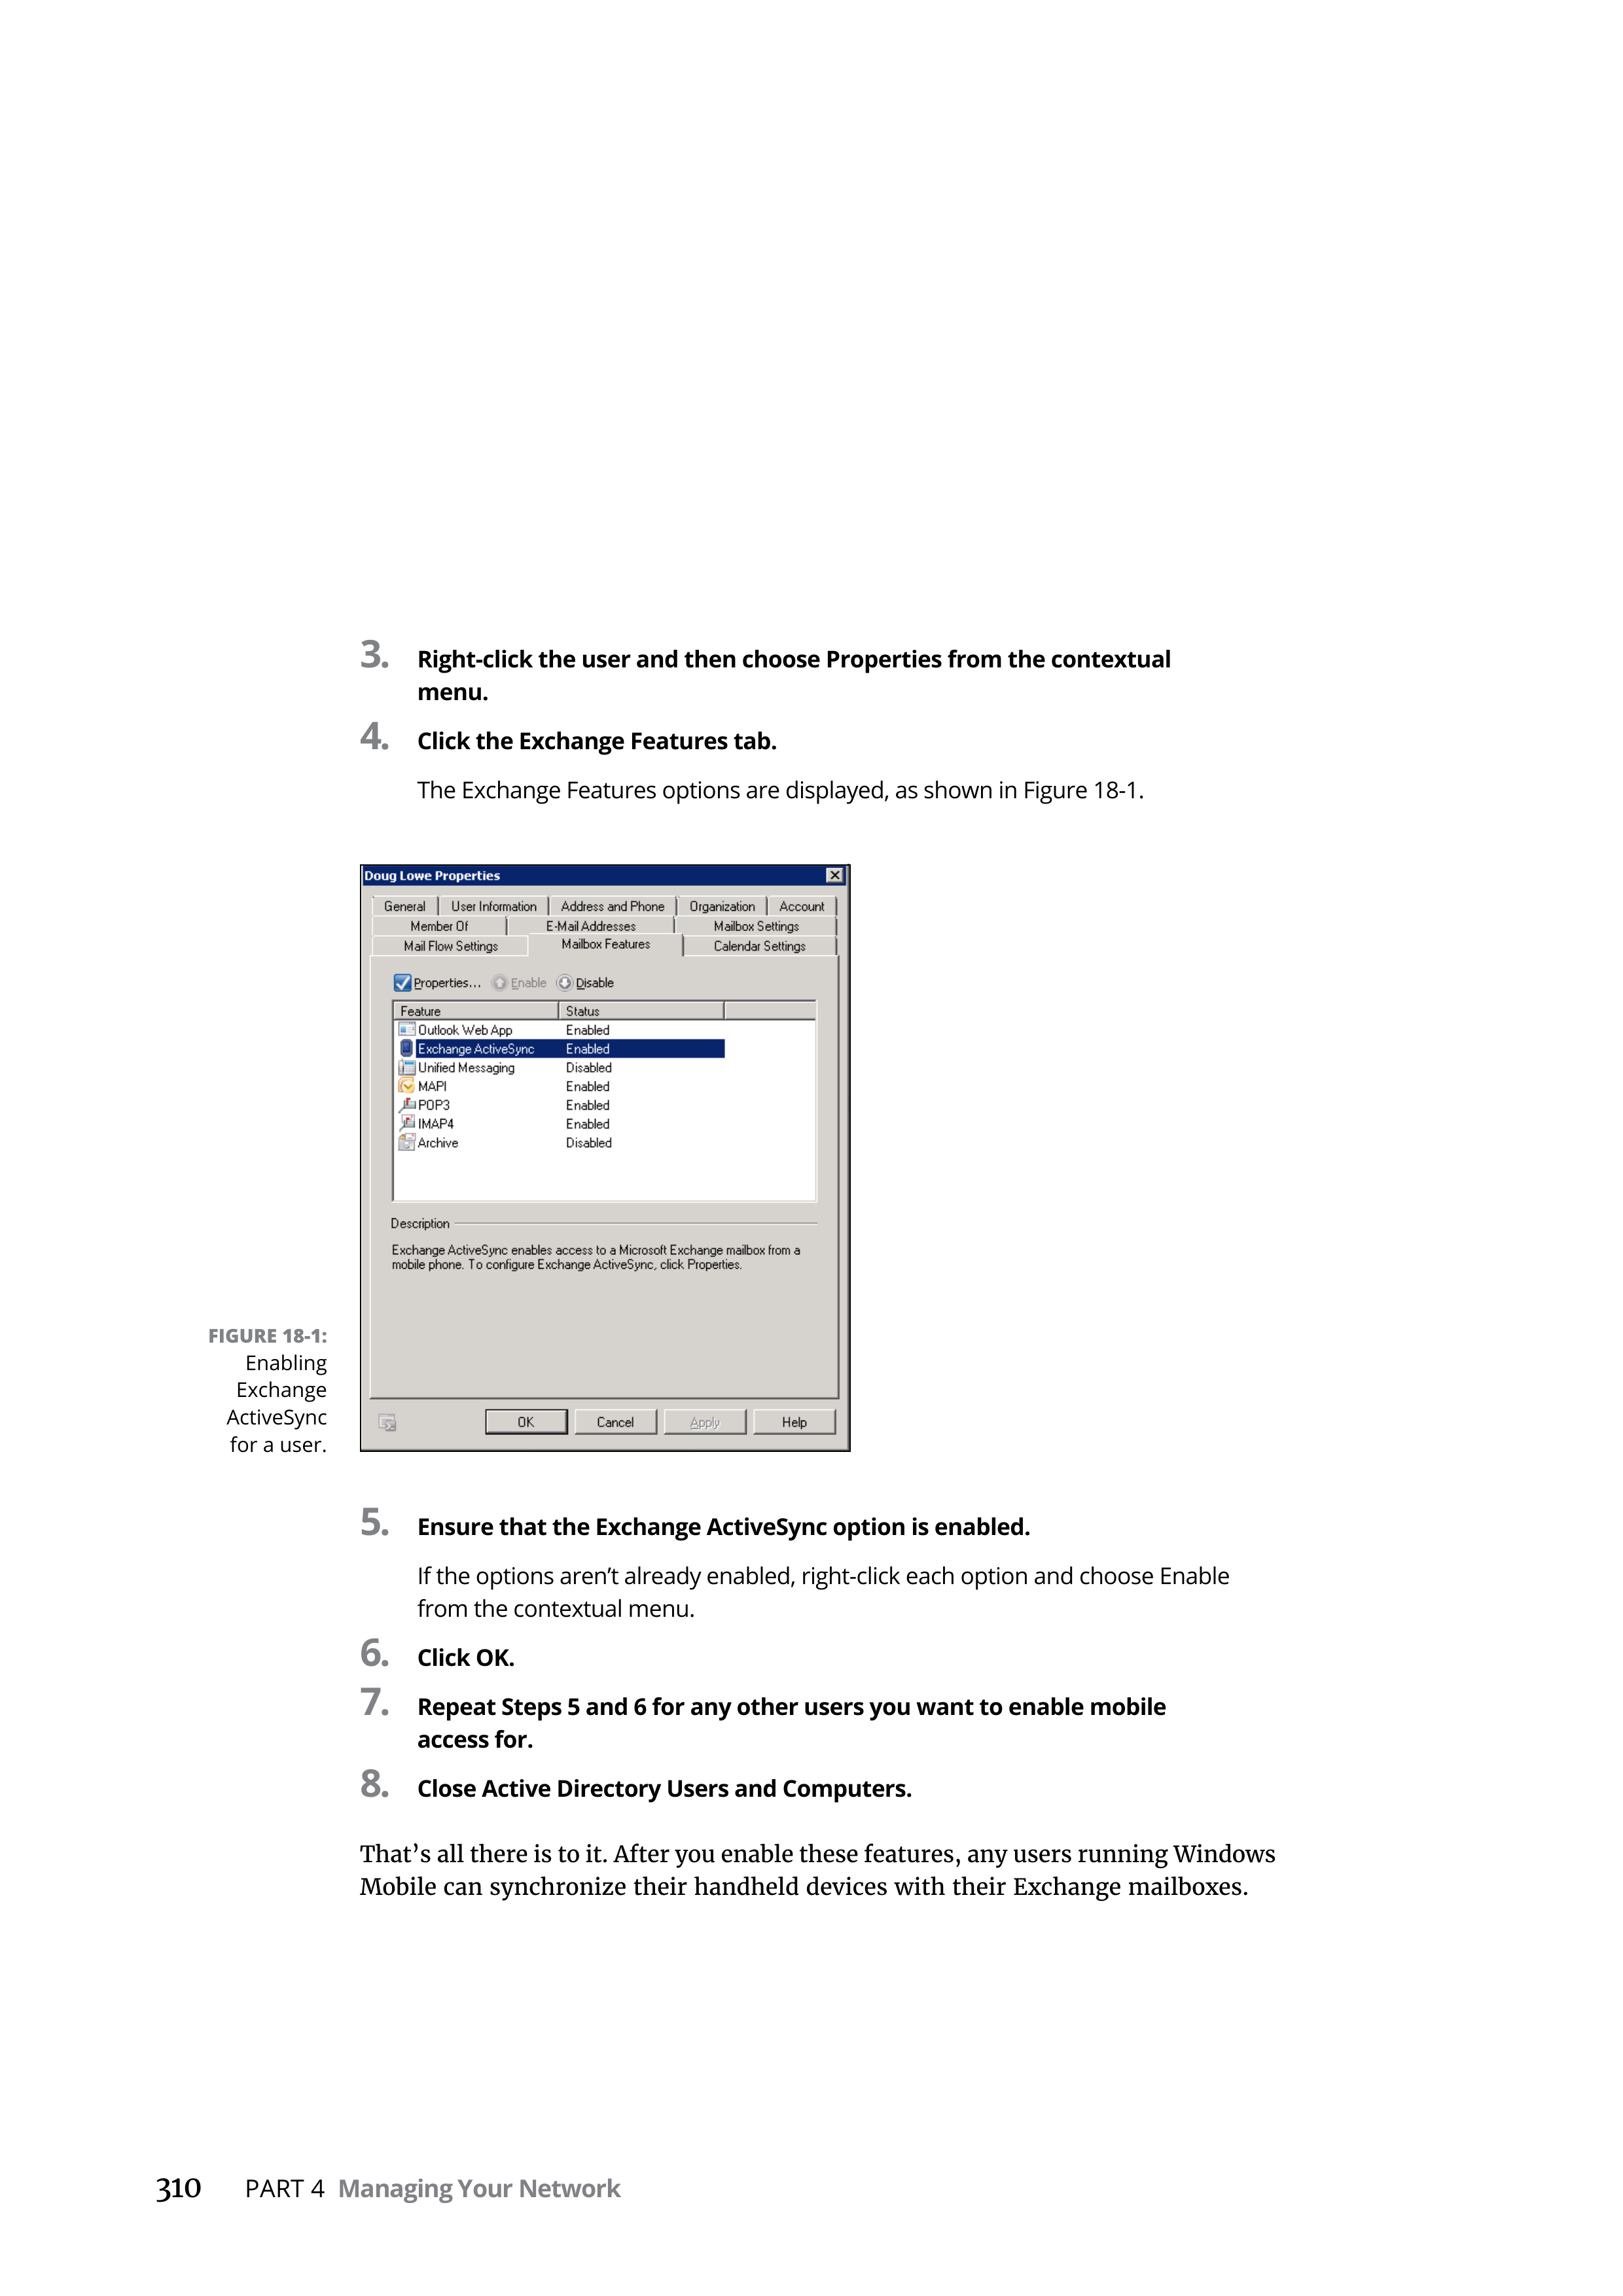 3. Right-click the user and then choose Properties from the contextual
menu.
4. Click the Exchange Features tab.
The Exchange Features options are displayed, as shown in Figure 18-1.
Doug Lowe Properties
General User Information Address and Phone Organization Account
Member Of E-Mail Addresses Mailbox Settings
Mail Flow Settings Mailbox Features Calendar Settings
Properties... Enable Disable
Feature Status
Outlook Web App Enabled
Exchange ActiveSync Enabled
Unified Messaging Disabled
MAPI Enabled
POP3 Enabled
IMAP4 Enabled
Archive Disabled
Description
Exchange ActiveSync enables access to a Microsoft Exchange mailbox from a
mobile phone. To configure Exchange ActiveSync, click Properties.
OK Cancel Apply Help
FIGURE 18-1:
Enabling
Exchange
ActiveSync
for a user.
5. Ensure that the Exchange ActiveSync option is enabled.
If the options aren’t already enabled, right-click each option and choose Enable
from the contextual menu.
6. Click OK.
7. Repeat Steps 5 and 6 for any other users you want to enable mobile
access for.
8. Close Active Directory Users and Computers.
That’s all there is to it. After you enable these features, any users running Windows
Mobile can synchronize their handheld devices with their Exchange mailboxes.
310 PART 4 Managing Your Network